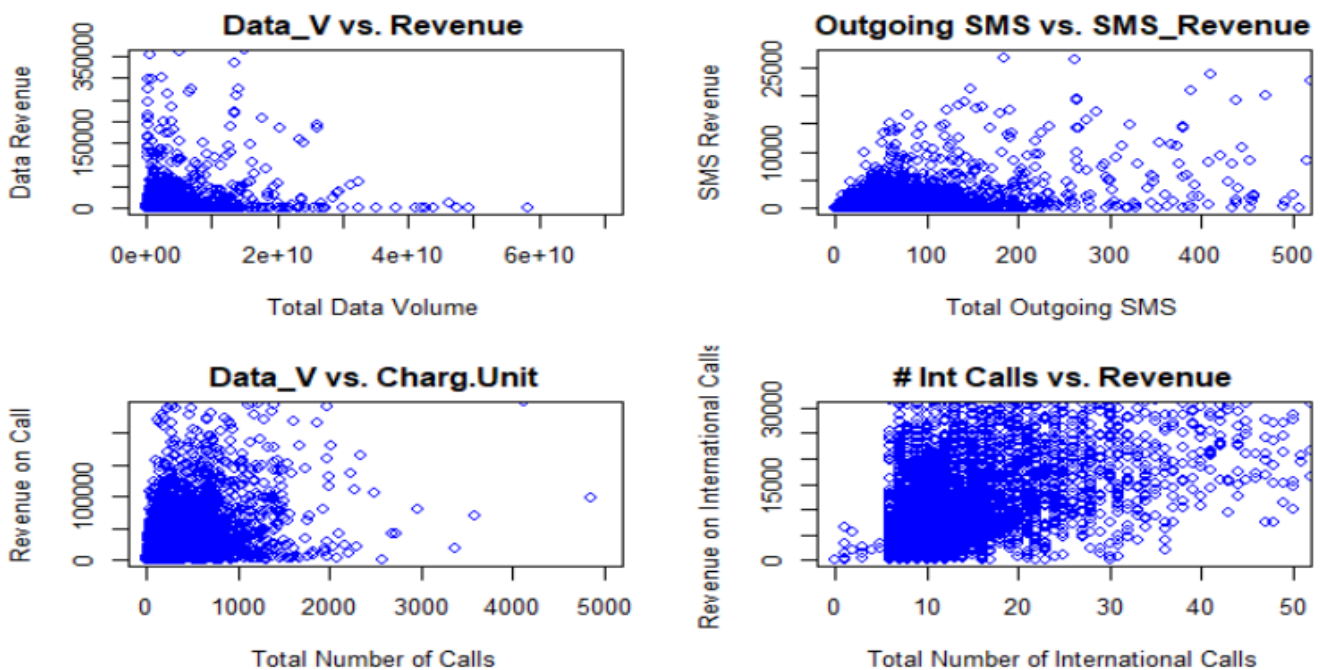 Data_V vs. Revenue
Data Revenue
0 150000 350000
0e+00 2e+10 4e+10 6e+10
Total Data Volume
Outgoing SMS vs. SMS_Revenue
SMS Revenue
0 10000 25000
0 100 200 300 400 500
Total Outgoing SMS
Data_V vs. Charg.Unit
Revenue on Call
0 100000
0 1000 2000 3000 4000 5000
Total Number of Calls
# Int Calls vs. Revenue
Revenue on International Calls
0 15000 30000
0 10 20 30 40 50
Total Number of International Calls